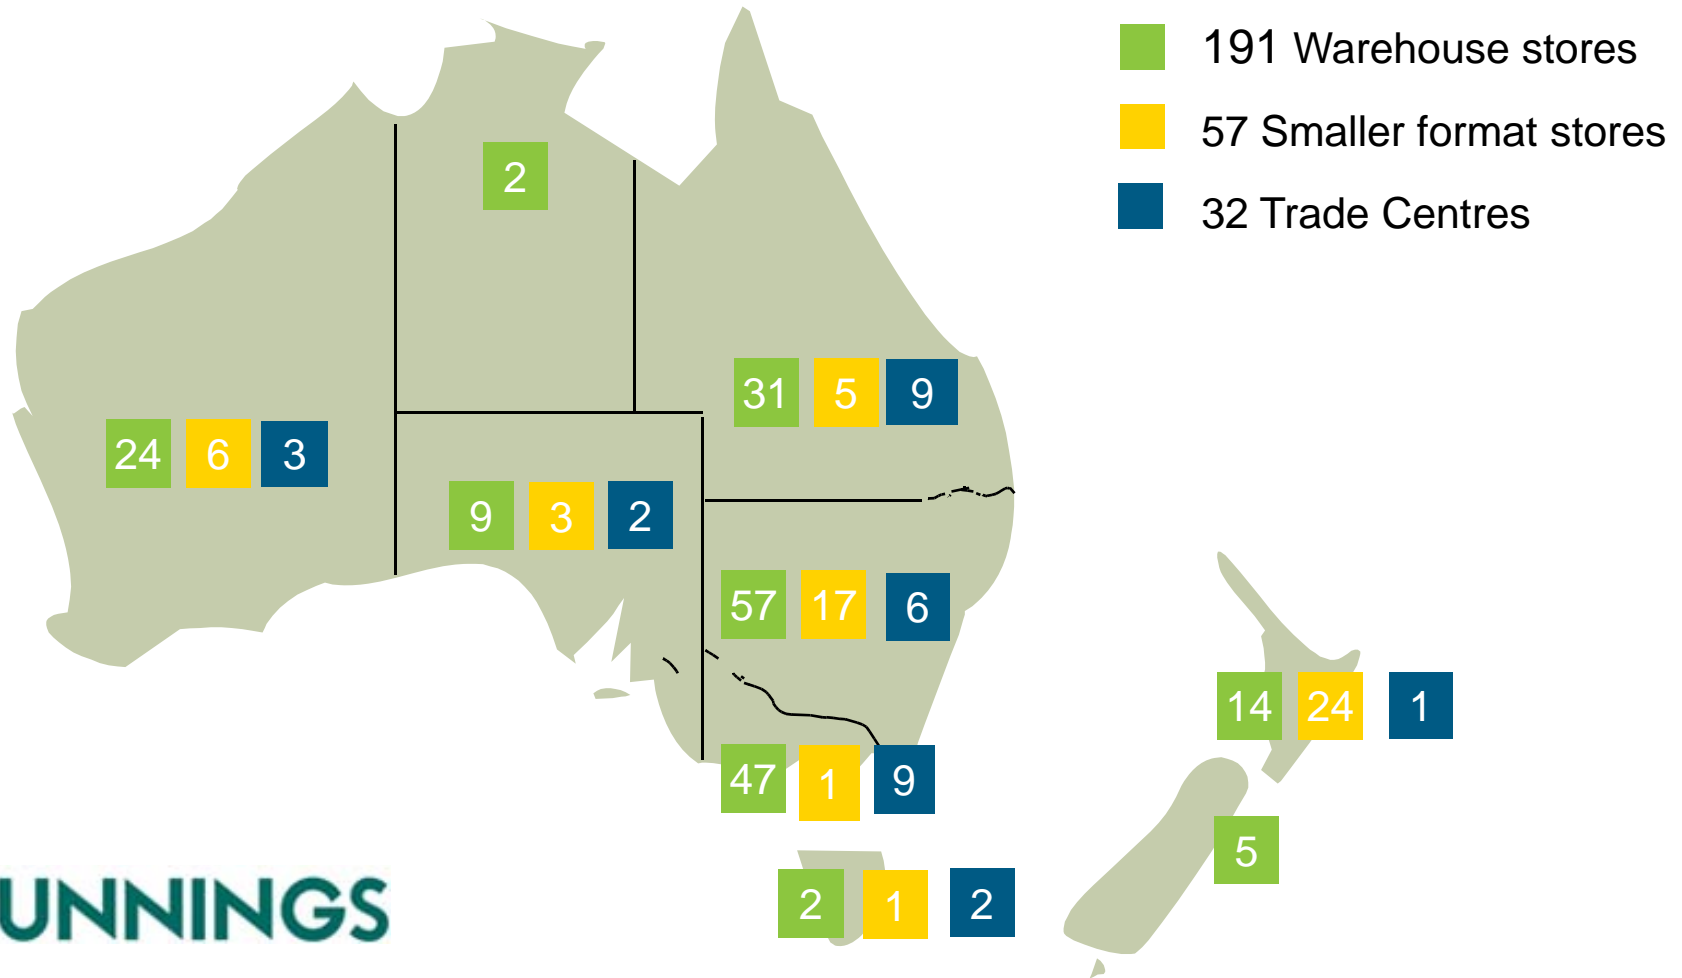 191 Warehouse stores
57 Smaller format stores
32 Trade Centres
2
31 5 9
24 6 3
9 3 2
57 17 6
14 24 1
47 1 9
5
2 1 2
UNNINGS